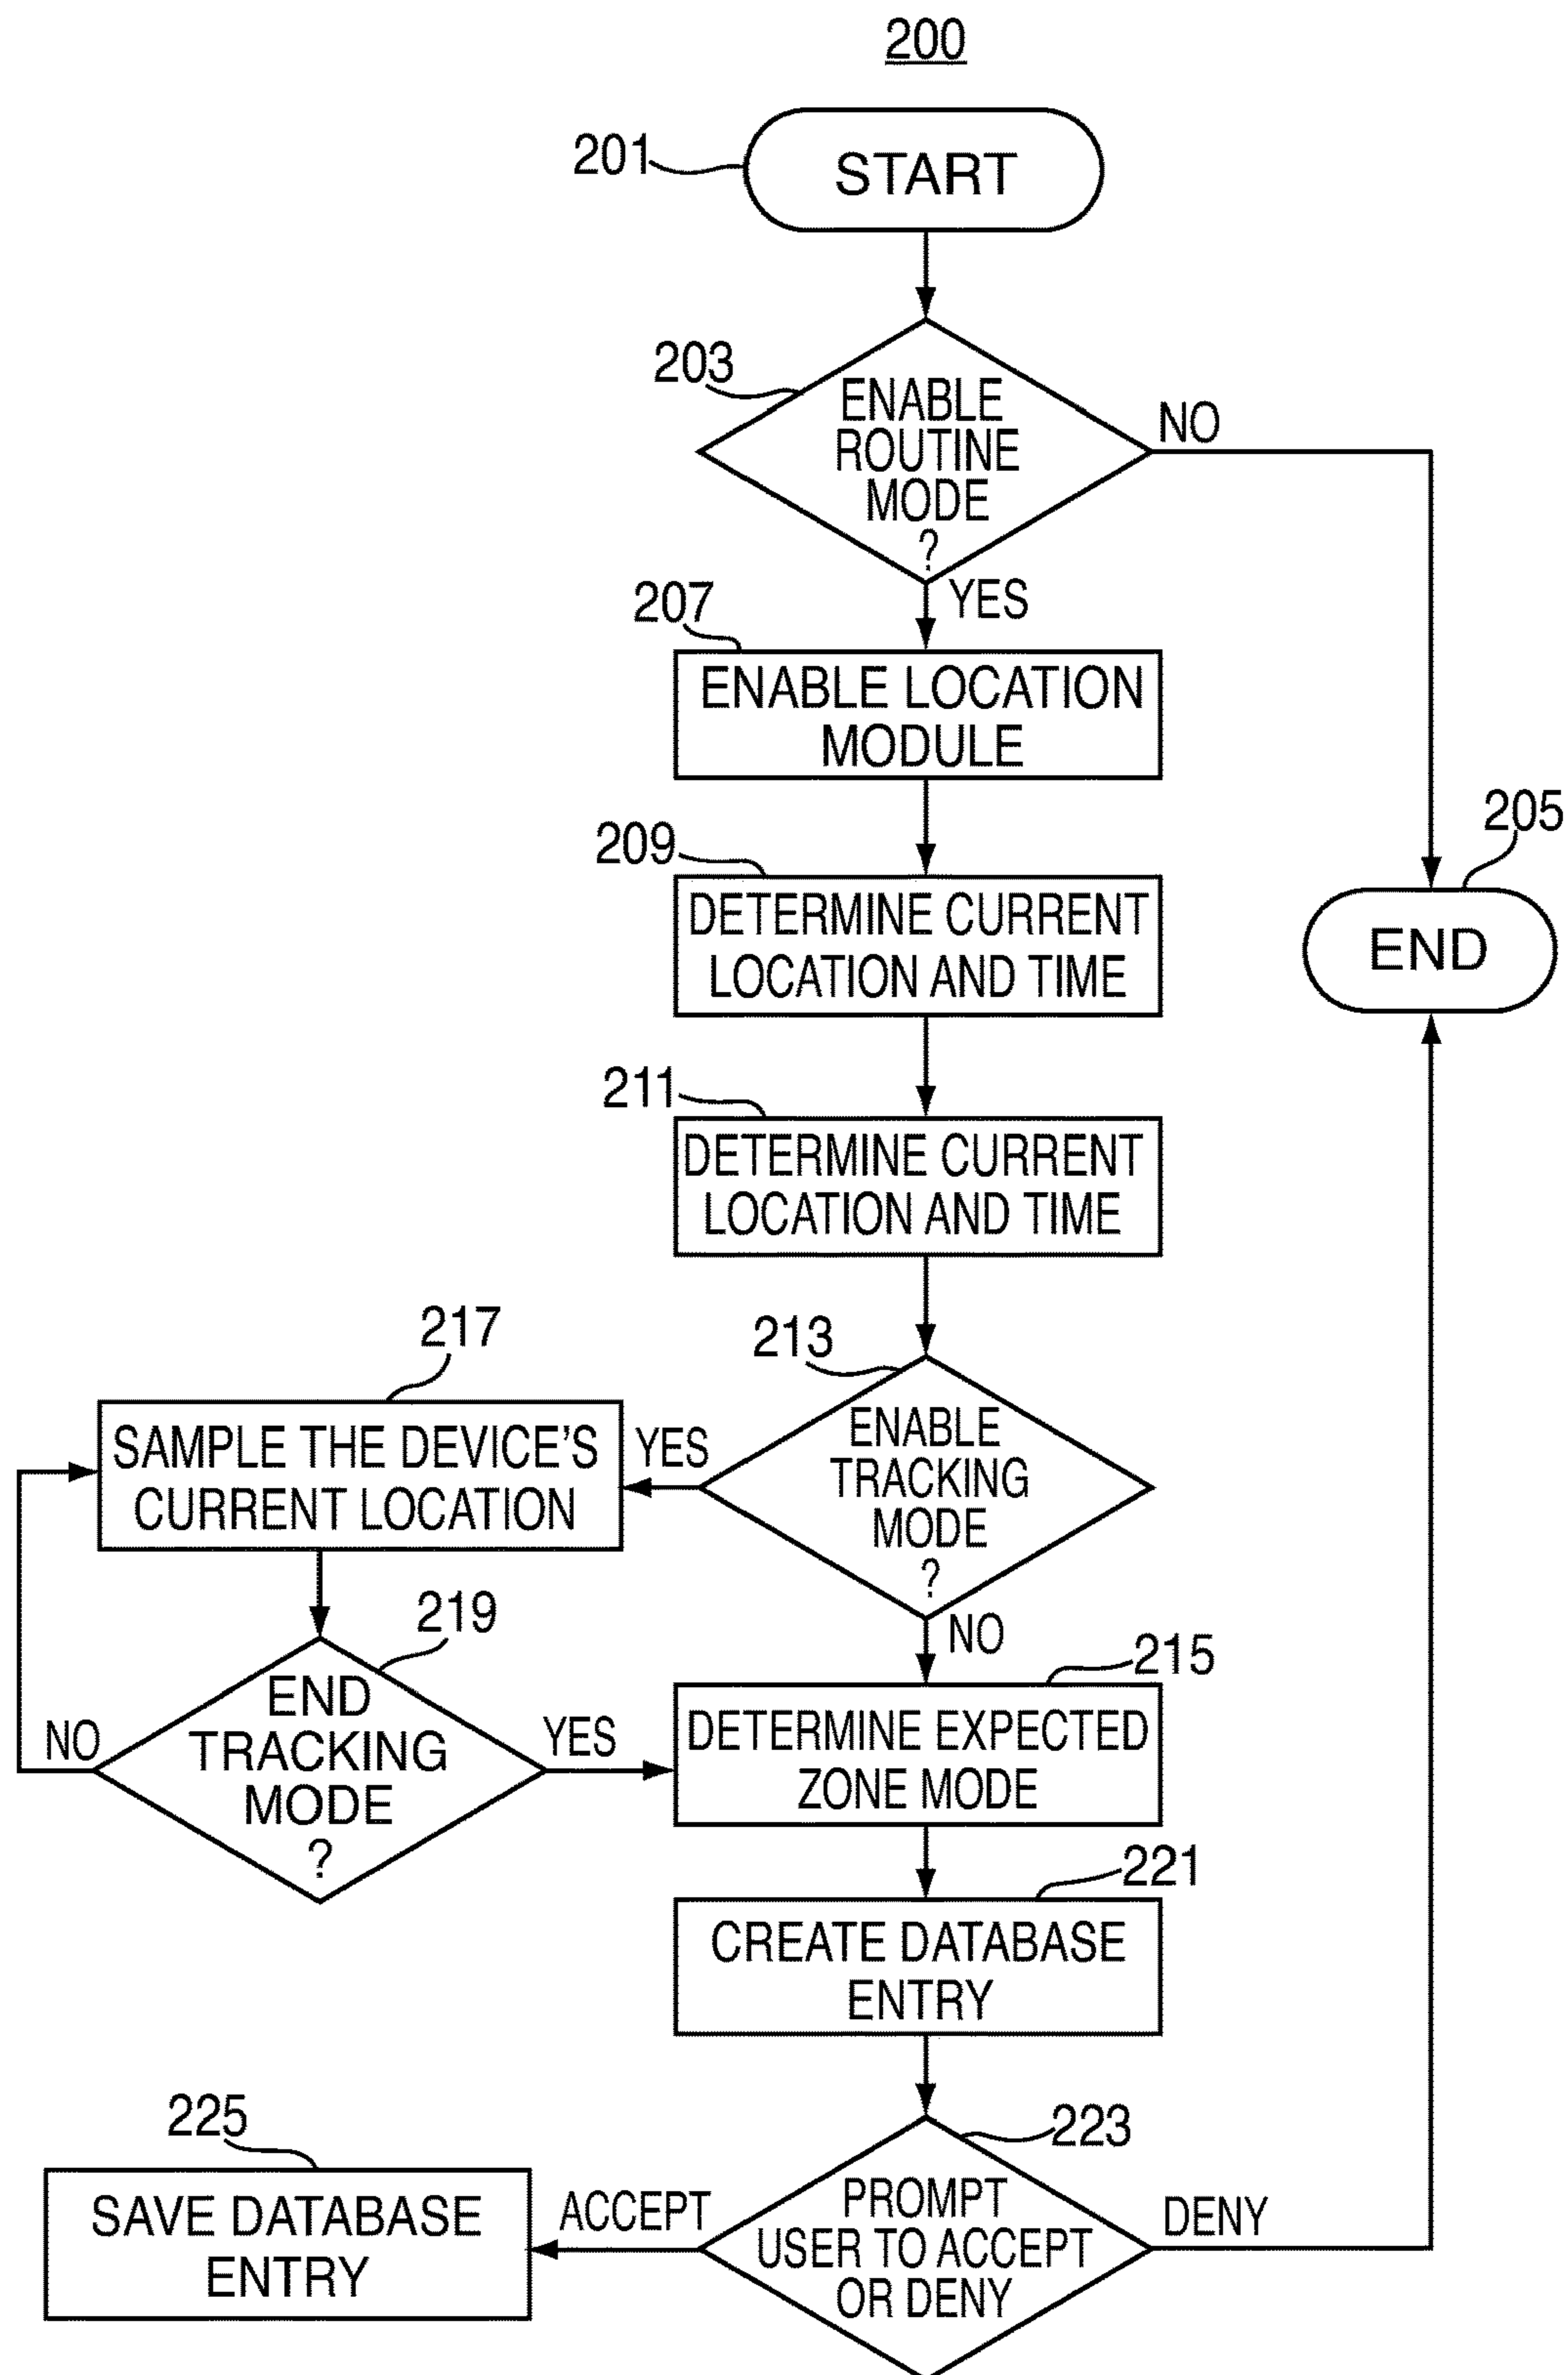 200
201
START
203
ENABLE
ROUTINE
MODE
?
NO
YES
207
ENABLE LOCATION
MODULE
205
END
209
DETERMINE CURRENT
LOCATION AND TIME
211
DETERMINE CURRENT
LOCATION AND TIME
213
ENABLE
TRACKING
MODE
?
YES
NO
217
SAMPLE THE DEVICE'S
CURRENT LOCATION
219
END
TRACKING
MODE
?
NO
YES
215
DETERMINE EXPECTED
ZONE MODE
221
CREATE DATABASE
ENTRY
223
PROMPT
USER TO ACCEPT
OR DENY
ACCEPT
DENY
225
SAVE DATABASE
ENTRY